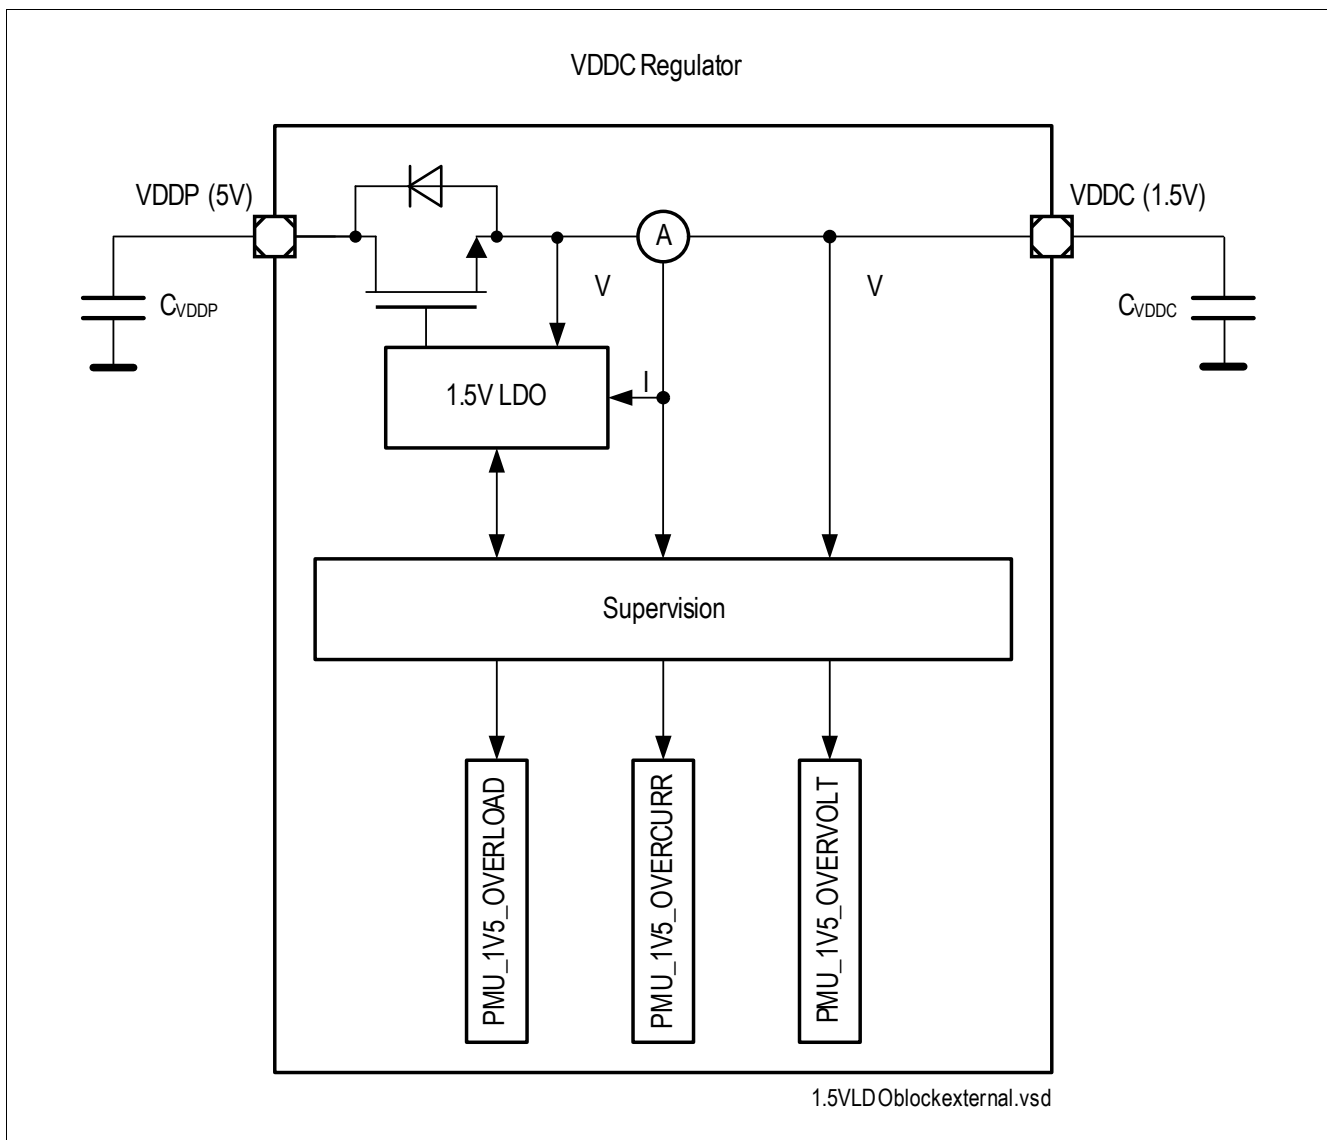 VDDC Regulator
VDDP (5V)
VDDC (1.5V)
A
CVDDP
V
V
CVDDC
1.5V LDO
I
Supervision
PMU_1V5_OVERLOAD
PMU_1V5_OVERCURR
PMU_1V5_OVERVOLT
1.5VLDOblockexternal.vsd